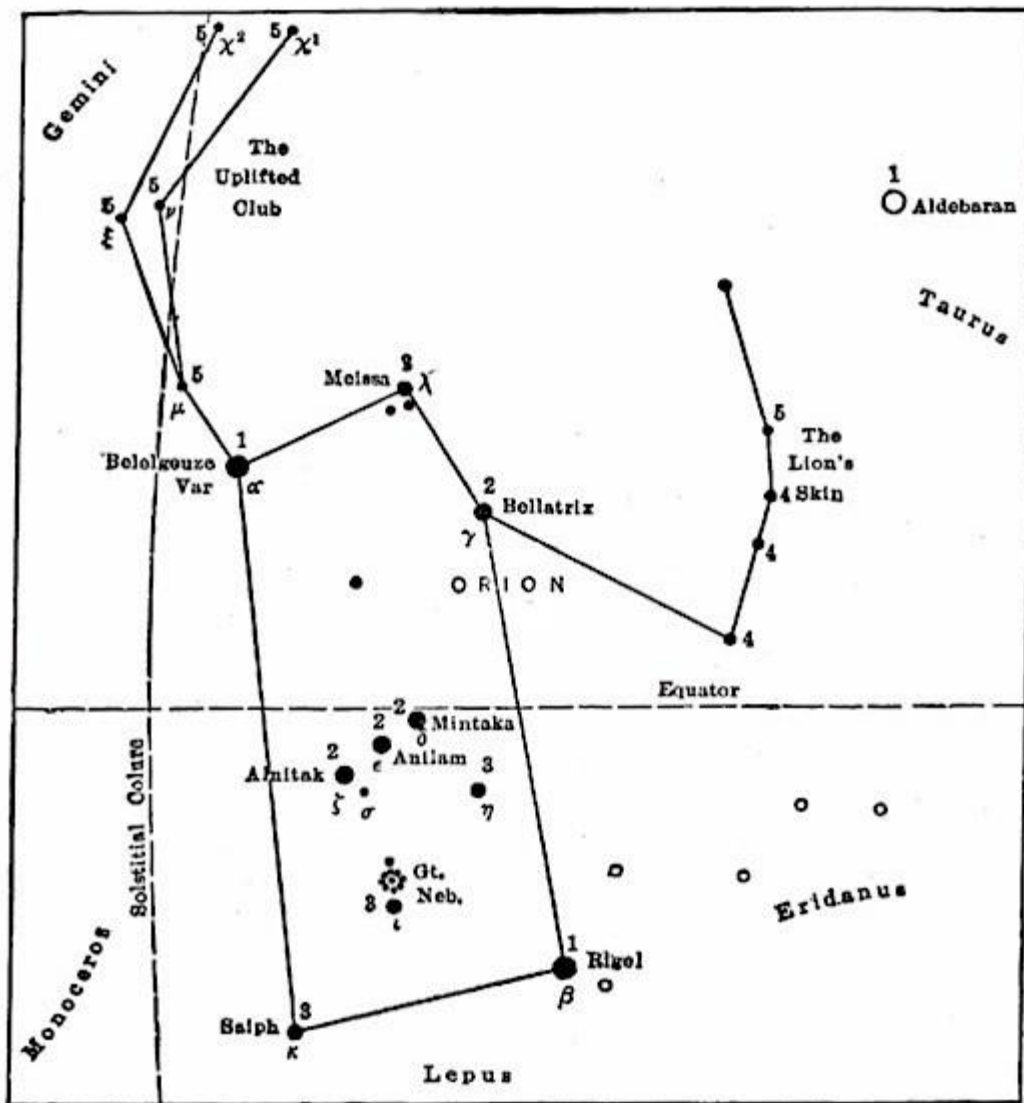 5 χ² 5 χ¹
Gemini
The
Uplifted
Club
1
Aldebaran
5 ν
5
ξ
Taurus
5
μ
Meissa
λ
5
The
Lion's
4 Skin
4
4
1
Betelgeuze
Var α
2
Bellatrix
γ
ORION
Equator
2
Mintaka
δ
2
Anilam
ε
2
Alnitak
ζ
σ
3
η
Solstitial Colure
Gt.
Neb.
3
ι
Eridanus
1
Rigel
β
Monoceros
3
Saiph
κ
Lepus